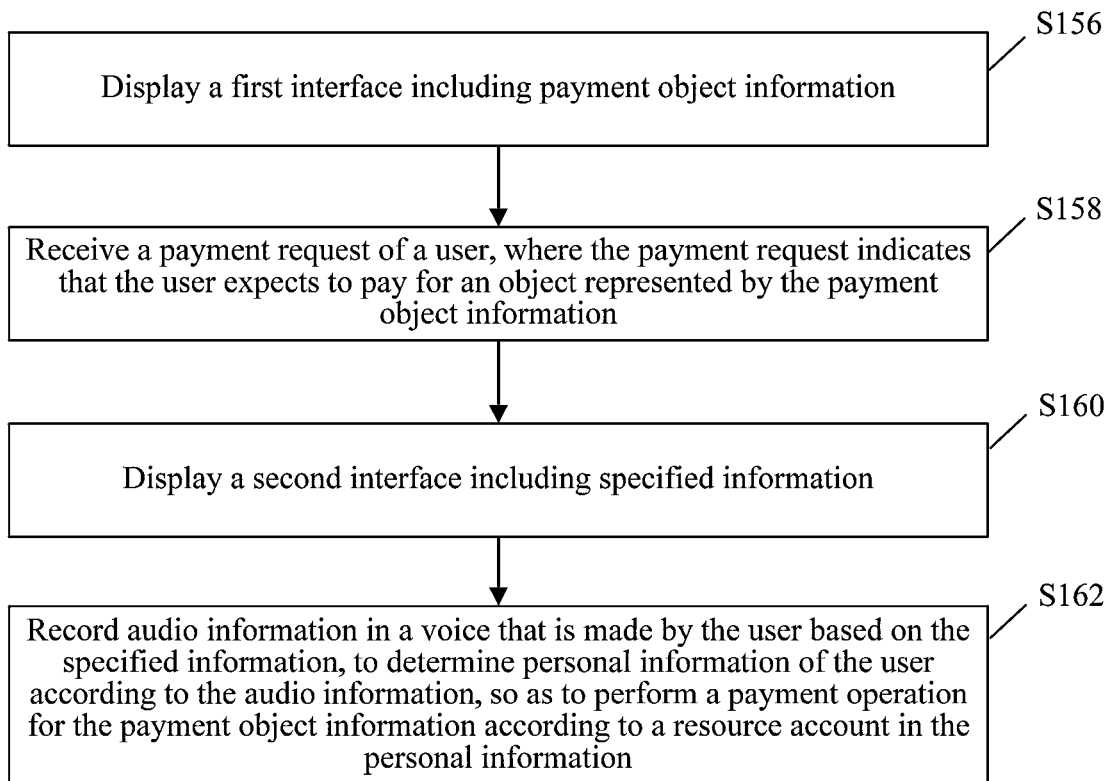 S156
Display a first interface including payment object information
S158
Receive a payment request of a user, where the payment request indicates
that the user expects to pay for an object represented by the payment
object information
S160
Display a second interface including specified information
S162
Record audio information in a voice that is made by the user based on the
specified information, to determine personal information of the user
according to the audio information, so as to perform a payment operation
for the payment object information according to a resource account in the
personal information